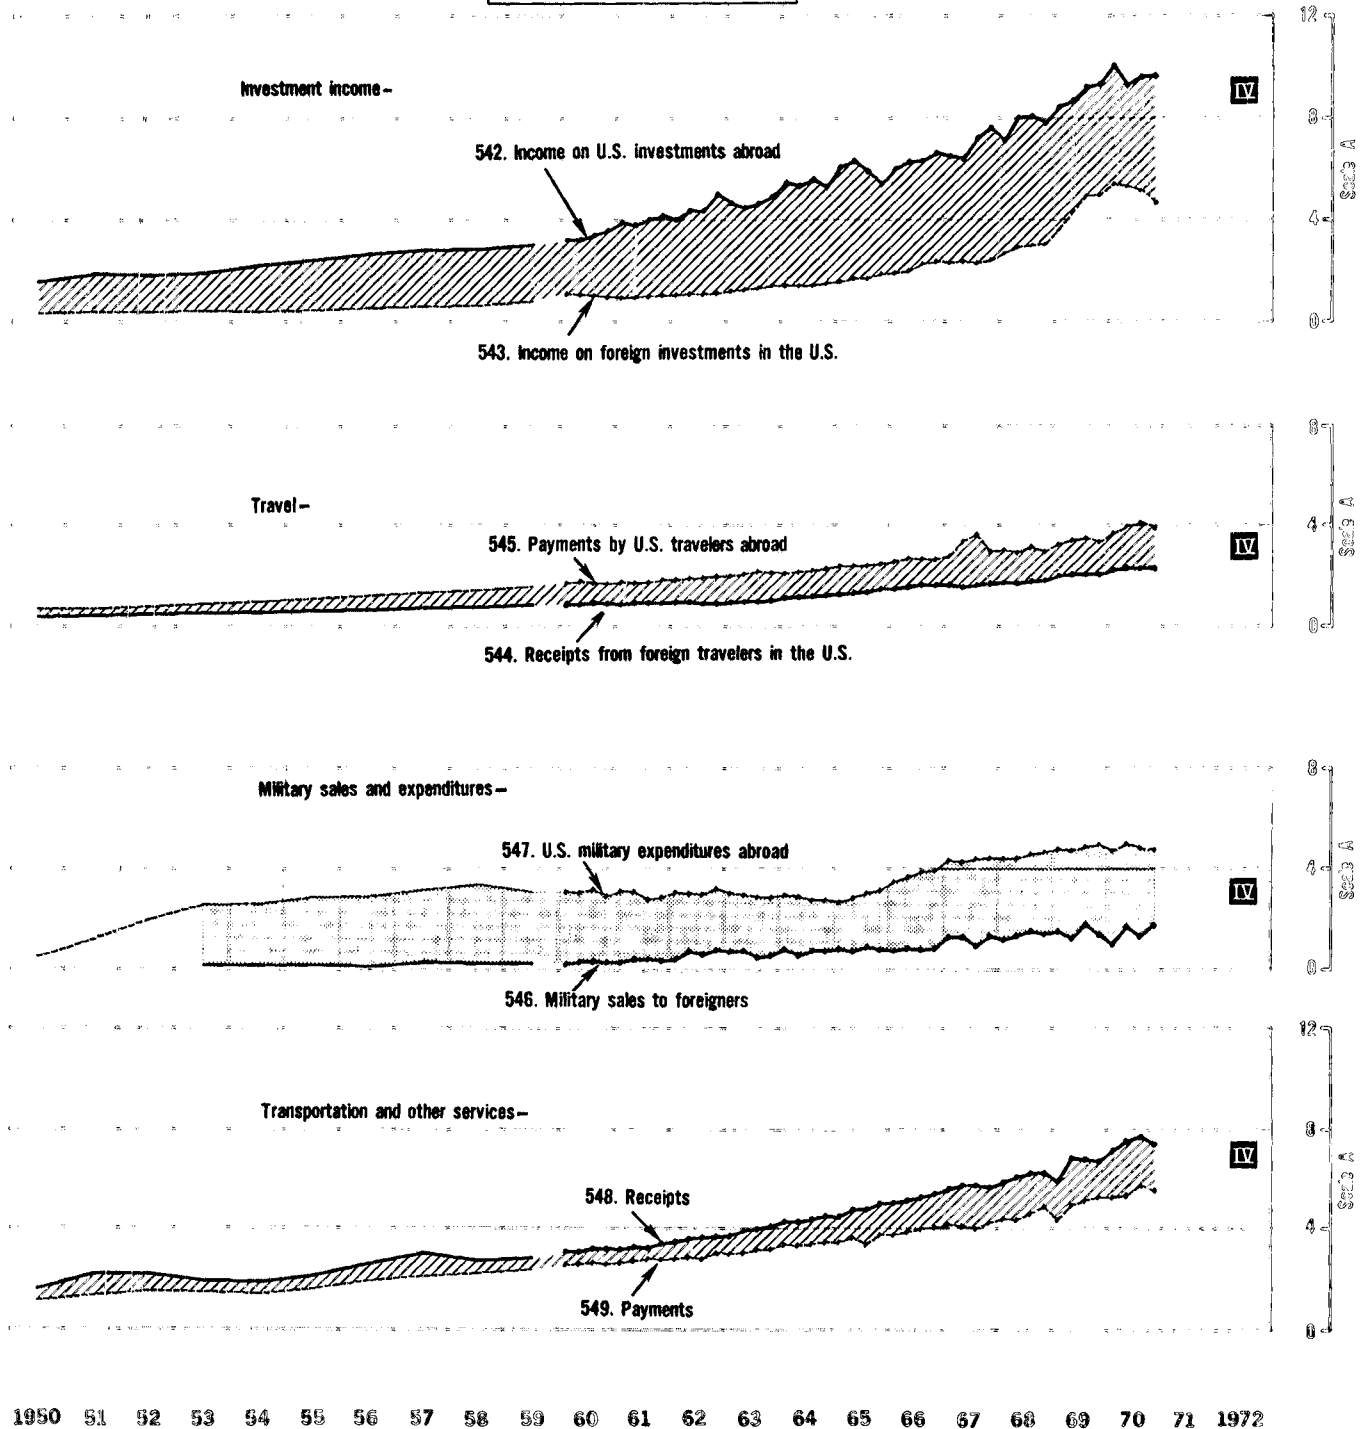 12
Investment income–
IV
8
542. Income on U.S. investments abroad
Scale A
4
0
543. Income on foreign investments in the U.S.
8
Travel–
4
Scale A
545. Payments by U.S. travelers abroad
IV
0
544. Receipts from foreign travelers in the U.S.
8
Military sales and expenditures–
547. U.S. military expenditures abroad
4
Scale A
IV
0
546. Military sales to foreigners
12
Transportation and other services–
8
IV
Scale A
548. Receipts
4
549. Payments
0
1950 51 52 53 54 55 56 57 58 59 60 61 62 63 64 65 66 67 68 69 70 71 1972